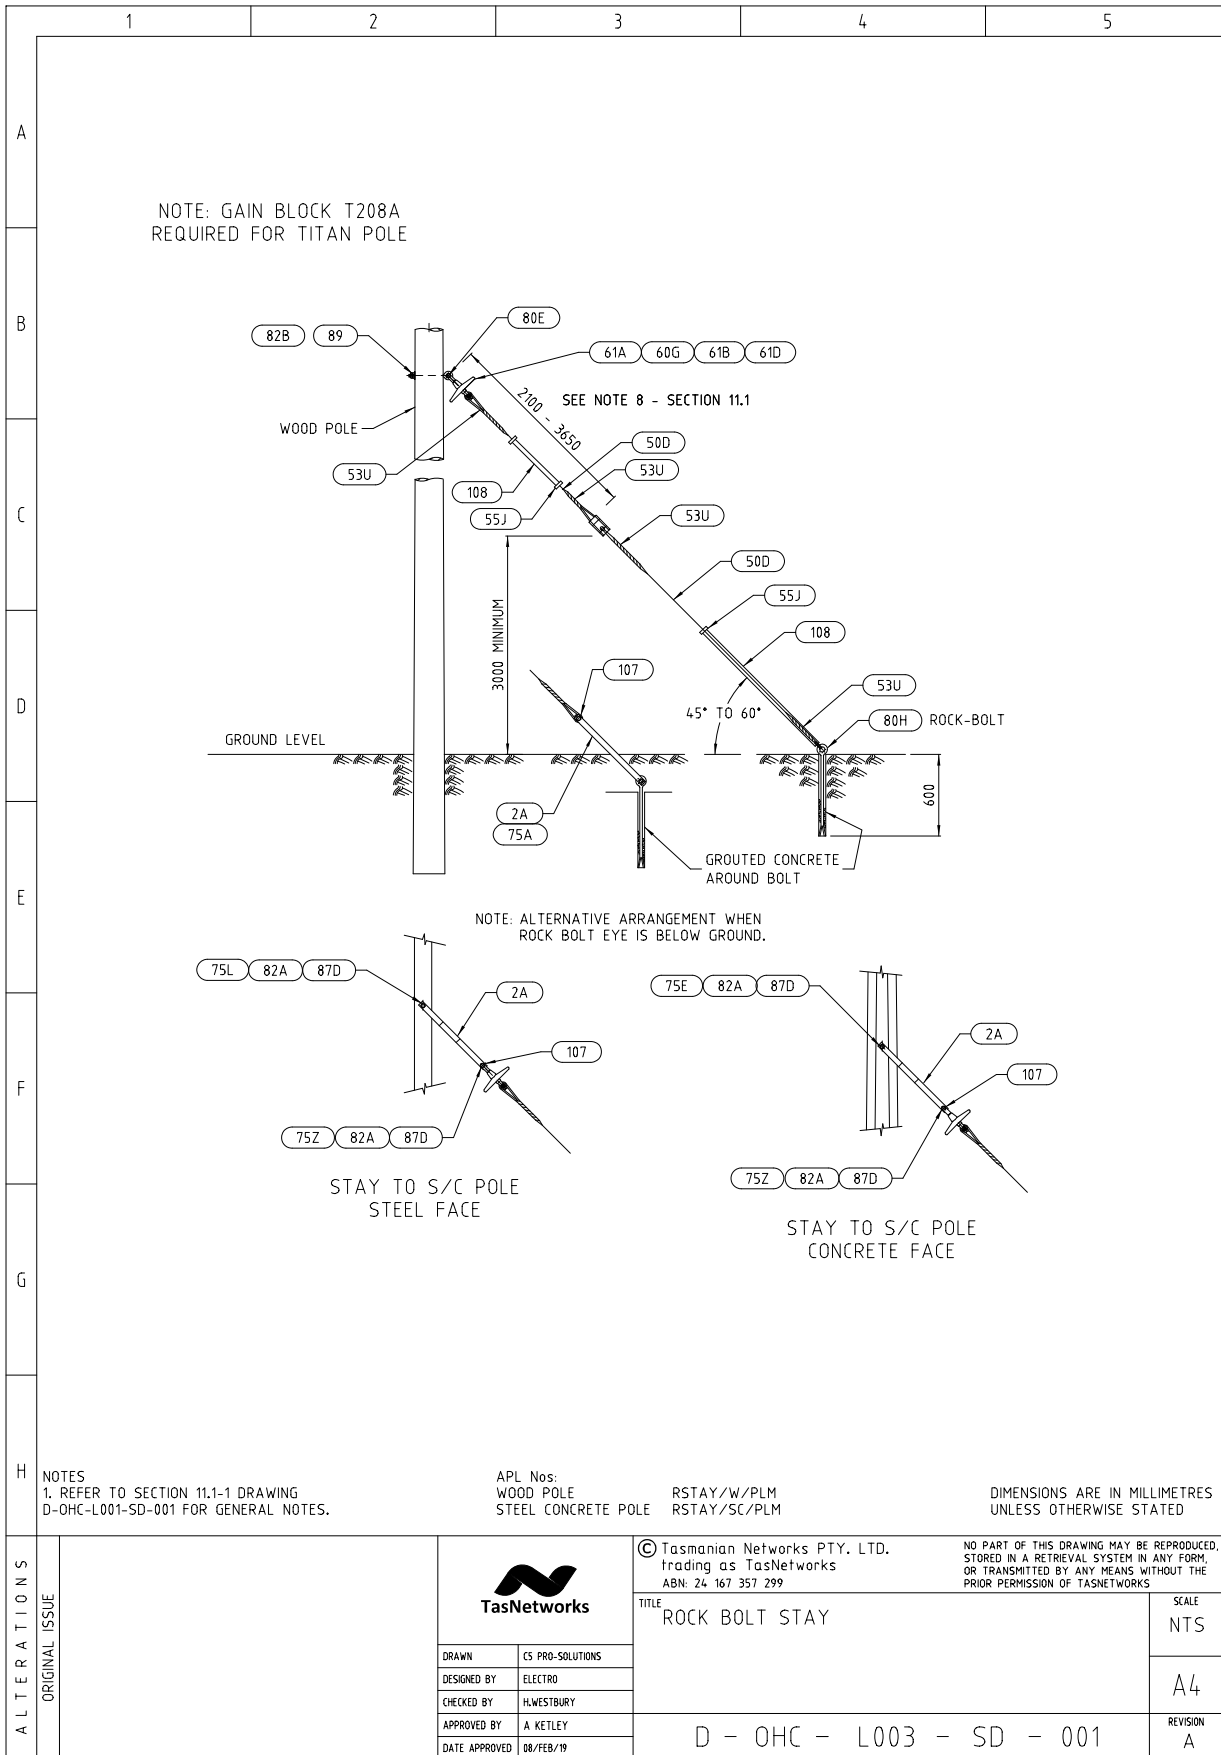 1 2 3 4 5
A
B
C
D
E
F
G
H
NOTE: GAIN BLOCK T208A
REQUIRED FOR TITAN POLE
80E
82B 89
61A 60G 61B 61D
2100 - 3650
SEE NOTE 8 - SECTION 11.1
WOOD POLE
50D
53U
53U
108
55J
53U
50D
55J
3000 MINIMUM
108
107
53U
45° TO 60°
80H ROCK-BOLT
GROUND LEVEL
600
2A
75A
GROUTED CONCRETE
AROUND BOLT
NOTE: ALTERNATIVE ARRANGEMENT WHEN
ROCK BOLT EYE IS BELOW GROUND.
75L 82A 87D
2A
107
75Z 82A 87D
STAY TO S/C POLE
STEEL FACE
75E 82A 87D
2A
107
75Z 82A 87D
STAY TO S/C POLE
CONCRETE FACE
NOTES
1. REFER TO SECTION 11.1-1 DRAWING
D-OHC-L001-SD-001 FOR GENERAL NOTES.
APL Nos:
WOOD POLE RSTAY/W/PLM
STEEL CONCRETE POLE RSTAY/SC/PLM
DIMENSIONS ARE IN MILLIMETRES
UNLESS OTHERWISE STATED
ALTERATIONS
ORIGINAL ISSUE
TasNetworks
DRAWN C5 PRO-SOLUTIONS
DESIGNED BY ELECTRO
CHECKED BY H.WESTBURY
APPROVED BY A KETLEY
DATE APPROVED 08/FEB/19
© Tasmanian Networks PTY. LTD.
trading as TasNetworks
ABN: 24 167 357 299
NO PART OF THIS DRAWING MAY BE REPRODUCED,
STORED IN A RETRIEVAL SYSTEM IN ANY FORM,
OR TRANSMITTED BY ANY MEANS WITHOUT THE
PRIOR PERMISSION OF TASNETWORKS
TITLE
ROCK BOLT STAY
SCALE
NTS
A4
D - OHC - L003 - SD - 001
REVISION
A